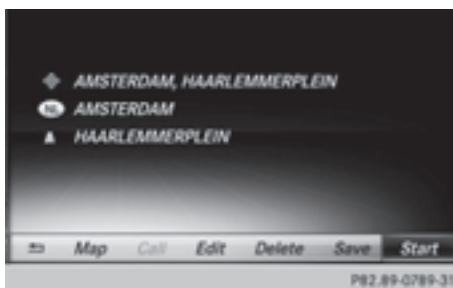 AMSTERDAM, HAARLEMMERPLEIN
NL AMSTERDAM
HAARLEMMERPLEIN
Map Call Edit Delete Save Start
P82.89-0789-31